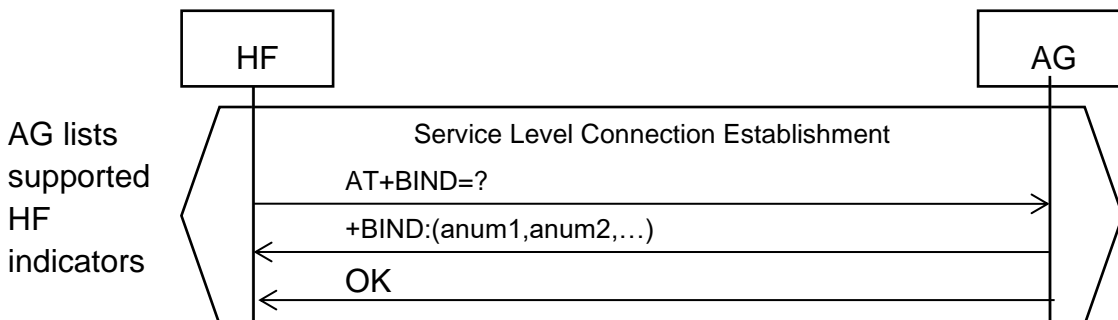 HF
AG
AG lists
supported
HF
indicators
Service Level Connection Establishment
AT+BIND=?
+BIND:(anum1,anum2,…)
OK